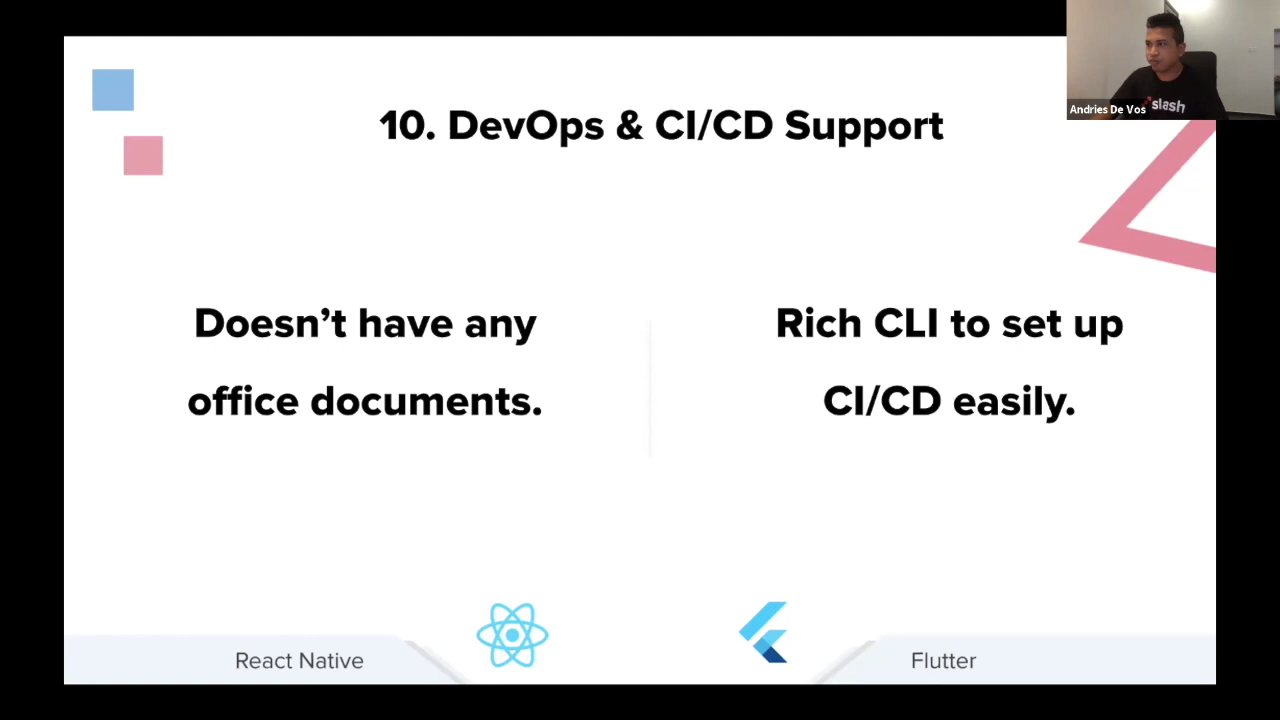 10. DevOps & CI/CD Support
slash
Andries De Vos
Doesn't have any
office documents.
Rich CLI to set up
CI/CD easily.
React Native
Flutter